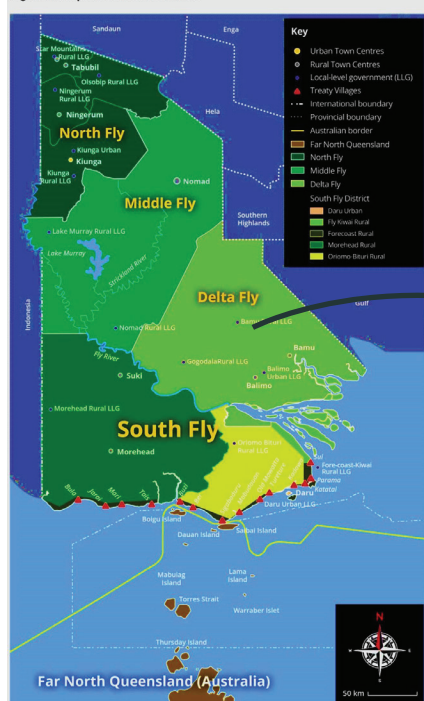 Sandaun
Enga
Star Mountains
Rural LLG
Tabubil
Olsobip Rural LLG
Ningerum
Rural LLG
Ningerum
Hela
North Fly
Kiunga Urban
Kiunga
Kiunga
Rural LLG
Nomad
Middle Fly
Southern
Highlands
Lake Murray Rural LLG
Lake Murray
Strickland River
Indonesia
Delta Fly
Gulf
Bamu Rural LLG
Nomad Rural LLG
Fly River
Bamu
Gogodala Rural LLG
Balimo
Urban LLG
Balimo
Suki
Morehead Rural LLG
South Fly
Oriomo-Bituri
Rural LLG
Morehead
Sui
Fore-coast-Kiwai
Rural LLG
Parama
Katatai
Daru
Daru Urban LLG
Bula
Jarai
Mari
Tais
Buzi
Boigu Island
Saibai Island
Dauan Island
Mabuiag
Island
Lama
Island
Torres Strait
Warraber Islet
Thursday Island
Far North Queensland (Australia)
Key
Urban Town Centres
Rural Town Centres
Local-level government (LLG)
Treaty Villages
International boundary
Provincial boundary
Australian border
Far North Queensland
North Fly
Middle Fly
Delta Fly
South Fly District
Daru Urban
Fly Kiwai Rural
Forecoast Rural
Morehead Rural
Oriomo-Bituri Rural
N
W
E
S
50 km